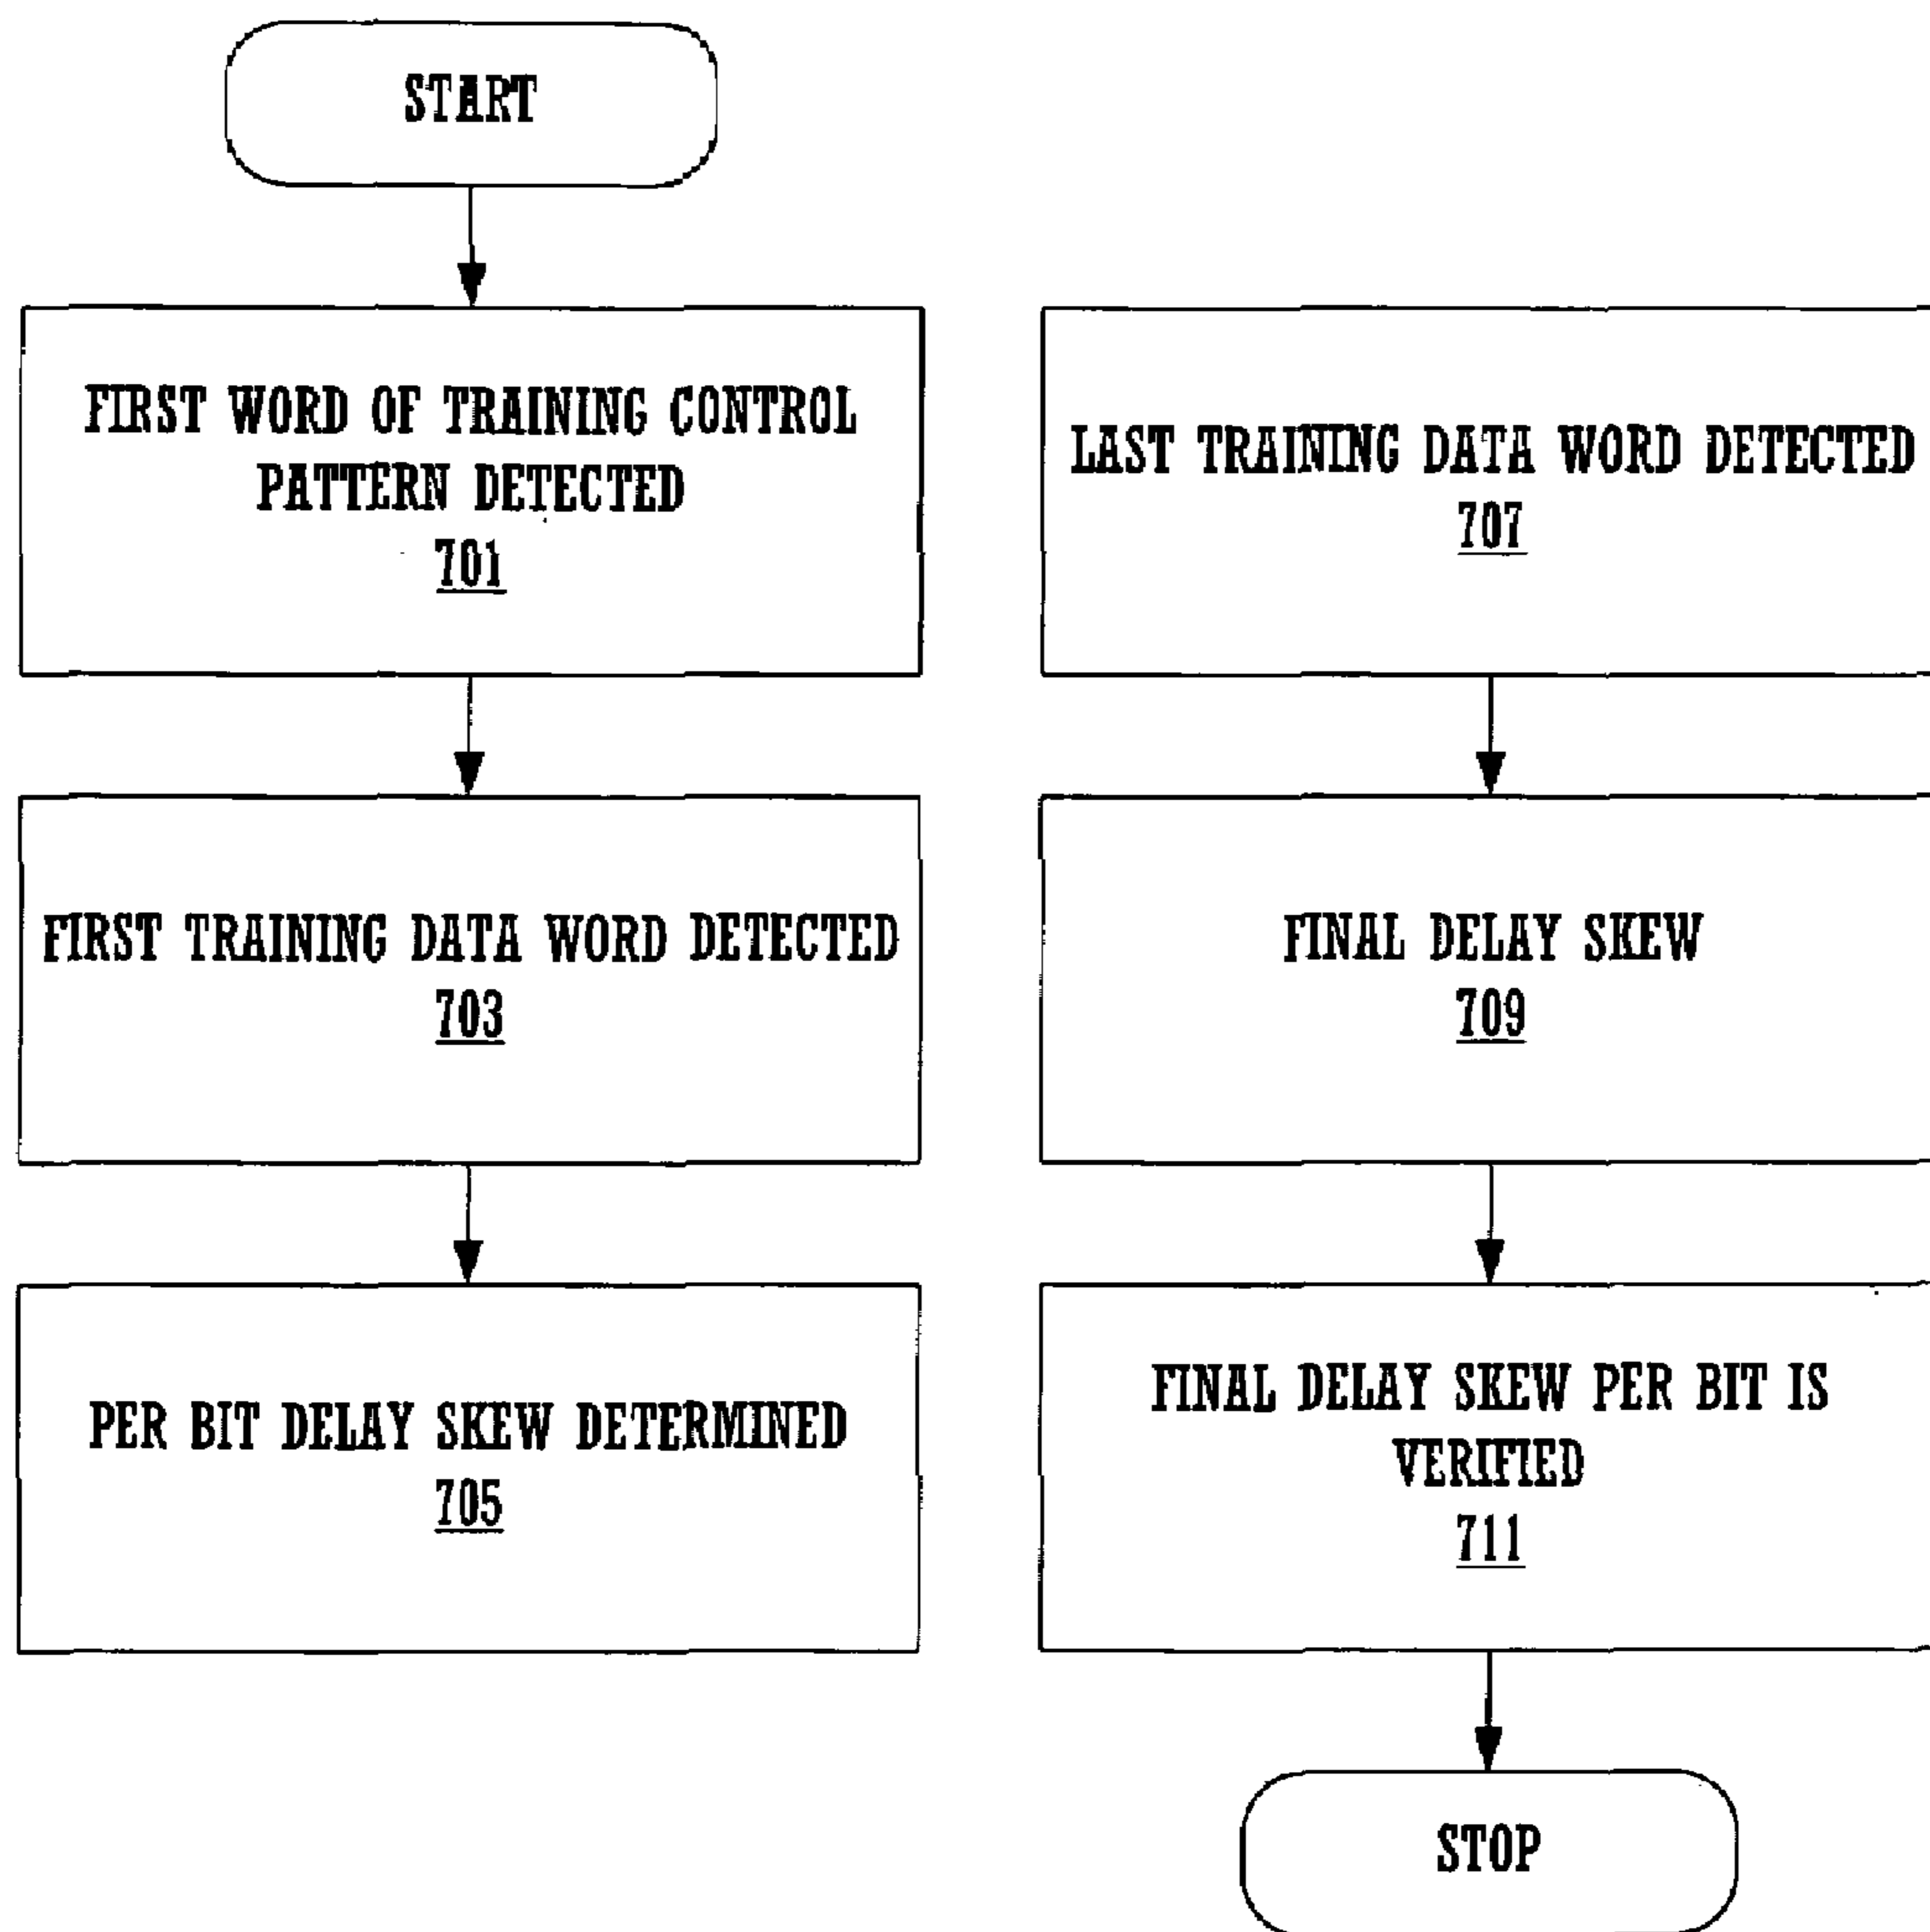 START
FIRST WORD OF TRAINING CONTROL
PATTERN DETECTED
701
FIRST TRAINING DATA WORD DETECTED
703
PER BIT DELAY SKEW DETERMINED
705
LAST TRAINING DATA WORD DETECTED
707
FINAL DELAY SKEW
709
FINAL DELAY SKEW PER BIT IS
VERIFIED
711
STOP